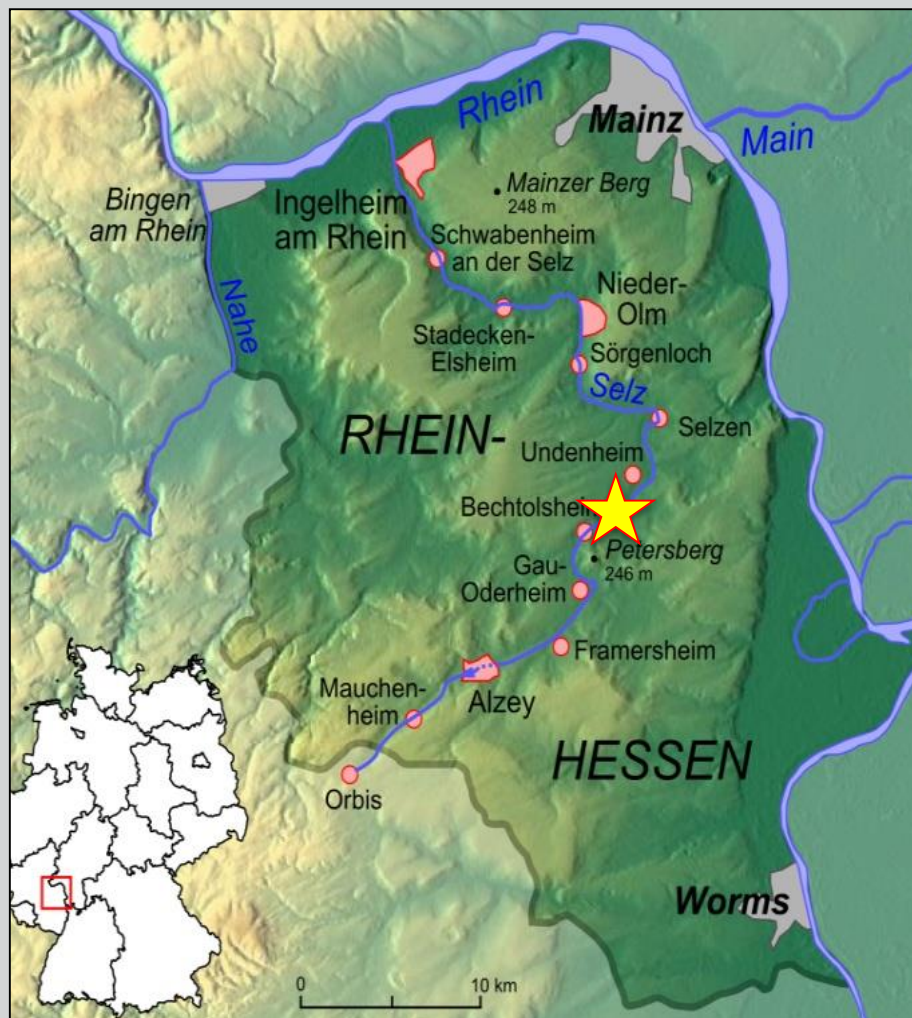 Rhein
Mainz
Main
Mainzer Berg
248 m
Bingen
am Rhein
Ingelheim
am Rhein
Schwabenheim
an der Selz
Nahe
Nieder-
Olm
Stadecken-
Elsheim
Sörgenloch
Selz
RHEIN-
Selzen
Undenheim
Bechtolsheim
Petersberg
246 m
Gau-
Odernheim
Framersheim
Mauchen-
heim
Alzey
HESSEN
Orbis
Worms
0
10 km